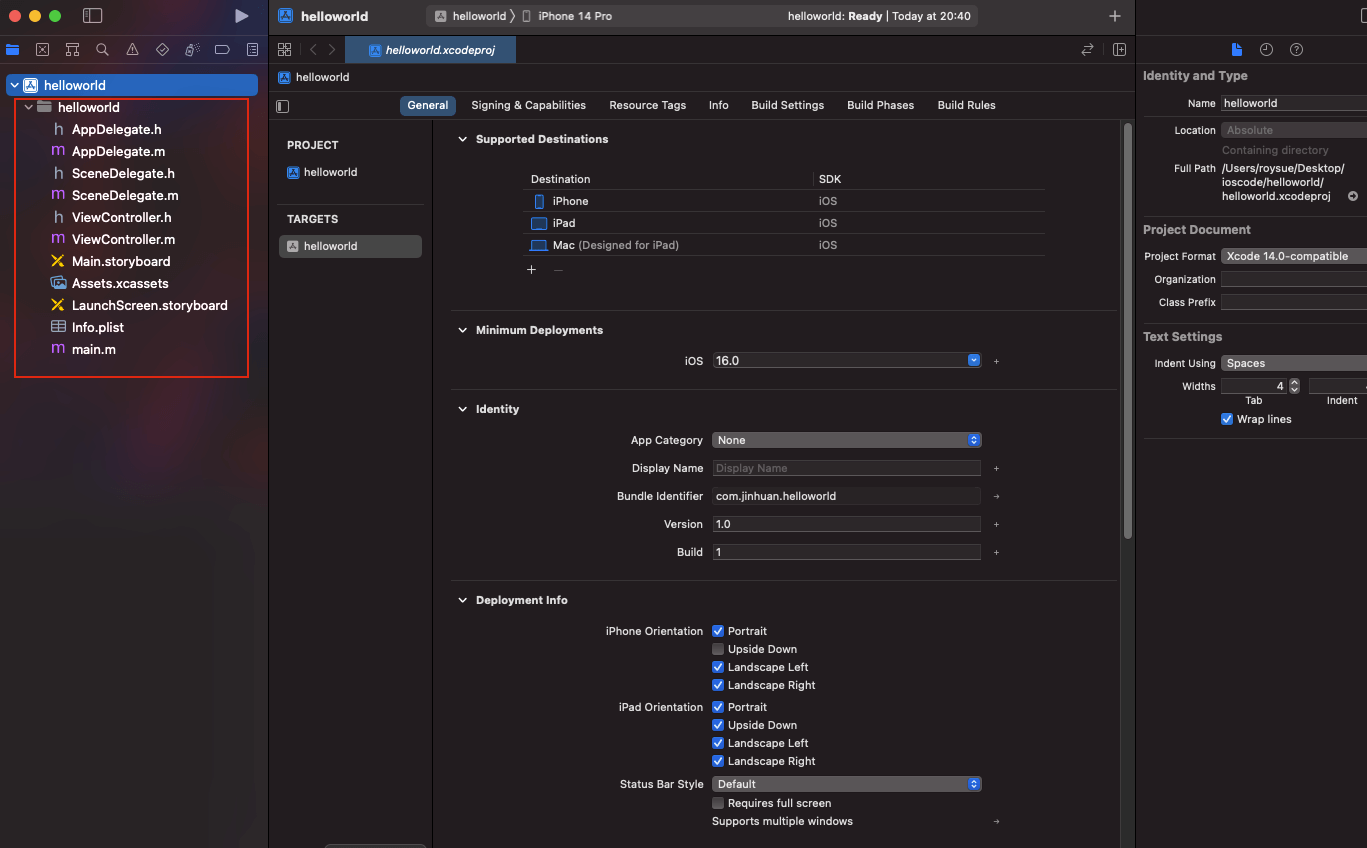 helloworld
helloworld
AppDelegate.h
AppDelegate.m
SceneDelegate.h
SceneDelegate.m
ViewController.h
ViewController.m
Main.storyboard
Assets.xcassets
LaunchScreen.storyboard
Info.plist
main.m
helloworld
helloworld 〉 iPhone 14 Pro
helloworld: Ready | Today at 20:40
helloworld.xcodeproj
helloworld
General Signing & Capabilities Resource Tags Info Build Settings Build Phases Build Rules
PROJECT
helloworld
TARGETS
helloworld
Supported Destinations
Destination SDK
iPhone iOS
iPad iOS
Mac (Designed for iPad) iOS
Minimum Deployments
iOS 16.0
Identity
App Category None
Display Name Display Name
Bundle Identifier com.jinhuan.helloworld
Version 1.0
Build 1
Deployment Info
iPhone Orientation Portrait
Upside Down
Landscape Left
Landscape Right
iPad Orientation Portrait
Upside Down
Landscape Left
Landscape Right
Status Bar Style Default
Requires full screen
Supports multiple windows
Identity and Type
Name helloworld
Location Absolute
Containing directory
Full Path /Users/roysue/Desktop/
ioscode/helloworld/
helloworld.xcodeproj
Project Document
Project Format Xcode 14.0-compatible
Organization
Class Prefix
Text Settings
Indent Using Spaces
Widths 4
Tab Indent
Wrap lines